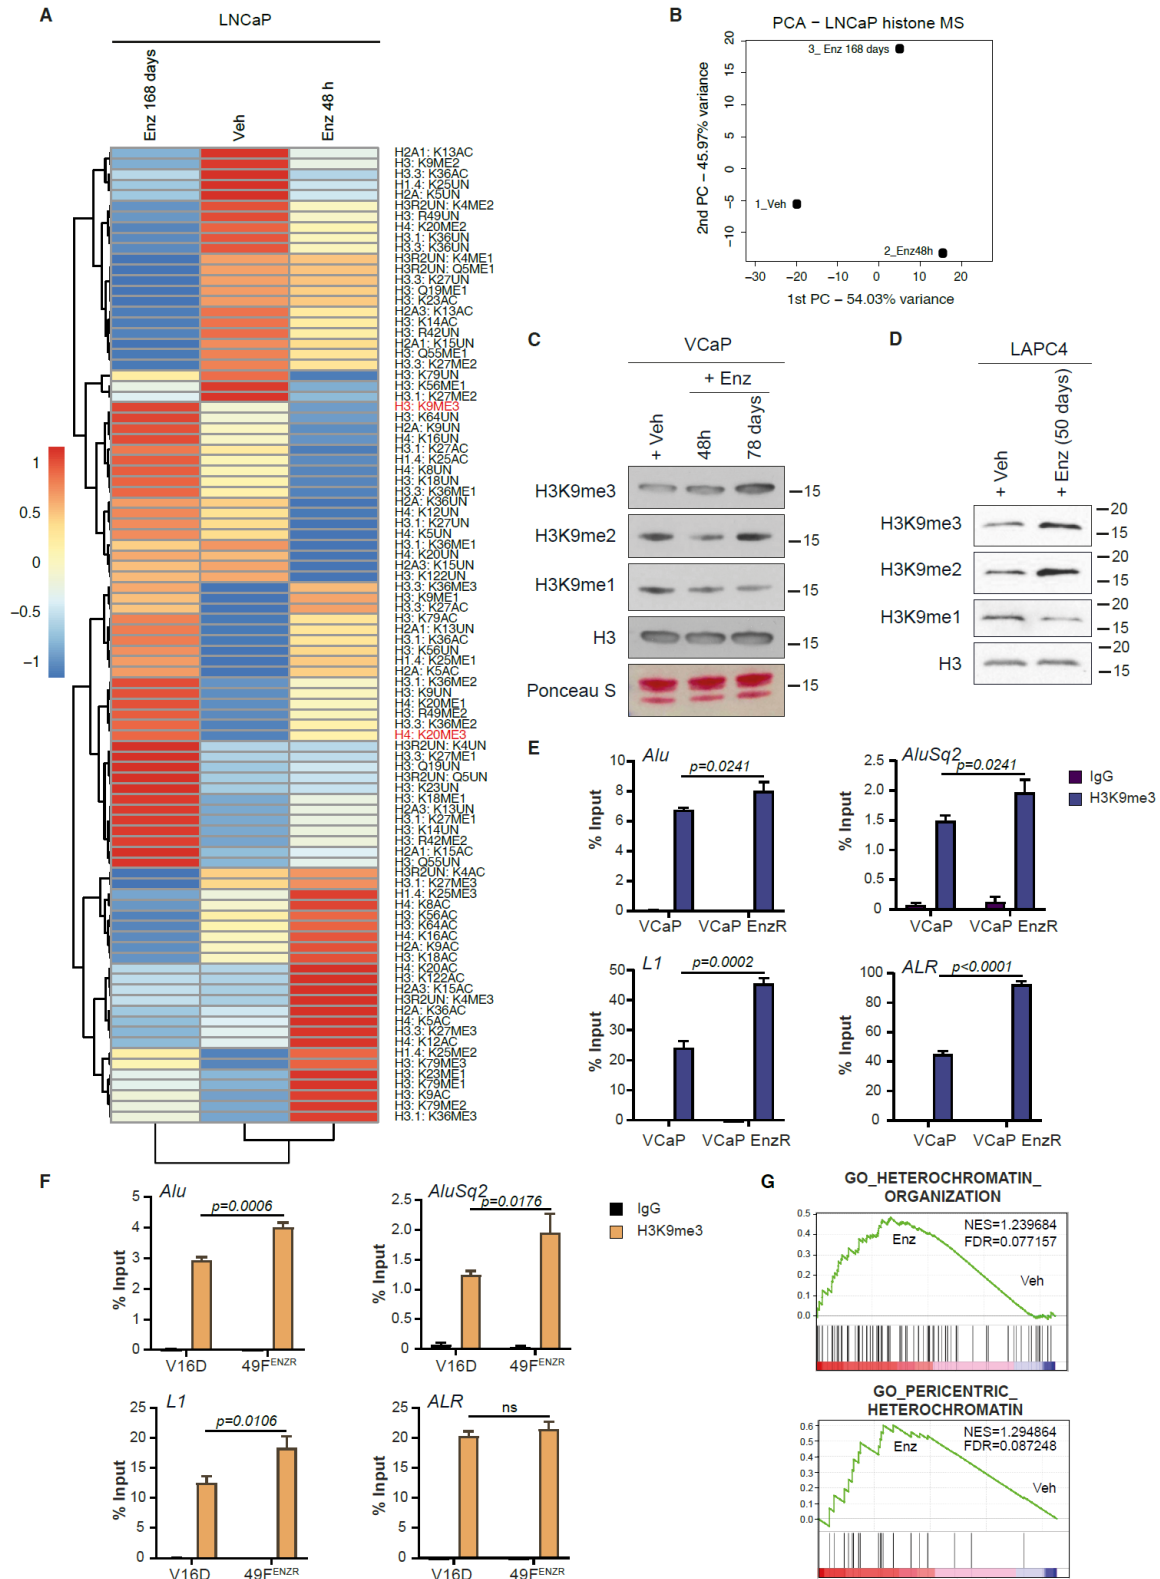 A
LNCaP
Enz 168 days
Veh
Enz 48 h
H2A1: K13AC
H3: K9ME2
H3.3: K36AC
H1.4: K25UN
H2A: K5UN
H3R2UN: K4ME2
H3: R49UN
H4: K20ME2
H3.1: K36UN
H3.3: K36UN
H3R2UN: K4ME1
H3R2UN: Q5ME1
H3.3: K27UN
H3: Q19ME1
H3: K23AC
H2A3: K13AC
H3: K14AC
H3: R42UN
H2A1: K15UN
H3: Q55ME1
H3.3: K27ME2
H3: K79UN
H3: K56ME1
H3.1: K27ME2
H3: K9ME3
H3: K64UN
H2A: K9UN
H4: K16UN
H3.1: K27AC
H1.4: K25AC
H4: K8UN
H3: K18UN
H3.3: K36ME1
H2A: K36UN
H4: K12UN
H3.1: K27UN
H4: K5UN
H3.1: K36ME1
H4: K20UN
H2A3: K15UN
H3: K122UN
H3.3: K36ME3
H3: K9ME1
H3.3: K27AC
H3: K79AC
H2A1: K13UN
H3.1: K36AC
H3: K56UN
H1.4: K25ME1
H2A: K5AC
H3.1: K36ME2
H3: K9UN
H4: K20ME1
H3: R49ME2
H3.3: K36ME2
H4: K20ME3
H3R2UN: K4UN
H3.3: K27ME1
H3: Q19UN
H3R2UN: Q5UN
H3: K23UN
H3: K18ME1
H2A3: K13UN
H3.1: K27ME1
H3: K14UN
H3: R42ME2
H2A1: K15AC
H3: Q55UN
H3R2UN: K4AC
H3.1: K27ME3
H1.4: K25ME3
H4: K8AC
H3: K56AC
H3: K64AC
H4: K16AC
H2A: K9AC
H3: K18AC
H4: K20AC
H3: K122AC
H2A3: K15AC
H3R2UN: K4ME3
H2A: K36AC
H4: K5AC
H3.3: K27ME3
H4: K12AC
H1.4: K25ME2
H3: K79ME3
H3: K23ME1
H3: K79ME1
H3: K9AC
H3: K79ME2
H3.1: K36ME3
1
0.5
0
−0.5
−1
B
PCA − LNCaP histone MS
2nd PC − 45.97% variance
20
15
10
5
0
−5
−10
3_ Enz 168 days
1_Veh
2_Enz48h
−30 −20 −10 0 10 20
1st PC − 54.03% variance
C
VCaP
+ Enz
+ Veh
48h
78 days
H3K9me3
15
H3K9me2
H3K9me1
15
H3
15
Ponceau S
15
D
LAPC4
+ Veh
+ Enz (50 days)
H3K9me3
20
15
H3K9me2
20
15
H3K9me1
20
15
H3
20
15
E
Alu
p=0.0241
% Input
10
8
6
4
2
0
VCaP VCaP EnzR
AluSq2
p=0.0241
% Input
2.5
2.0
1.5
1.0
0.5
0
VCaP VCaP EnzR
IgG
H3K9me3
L1
p=0.0002
% Input
50
40
30
20
10
0
VCaP VCaP EnzR
ALR
p<0.0001
% Input
100
80
60
40
20
0
VCaP VCaP EnzR
F
Alu
p=0.0006
% Input
5
4
3
2
1
0
V16D 49FENZR
AluSq2
p=0.0176
% Input
2.5
2.0
1.5
1.0
0.5
0
V16D 49FENZR
IgG
H3K9me3
L1
p=0.0106
% Input
25
20
15
10
5
0
V16D 49FENZR
ALR
ns
% Input
25
20
15
10
5
0
V16D 49FENZR
G
GO_HETEROCHROMATIN_
ORGANIZATION
NES=1.239684
FDR=0.077157
Enz
Veh
0.5
0.4
0.3
0.2
0.1
0.0
GO_PERICENTRIC_
HETEROCHROMATIN
NES=1.294864
FDR=0.087248
Enz
Veh
0.6
0.5
0.4
0.3
0.2
0.1
0.0